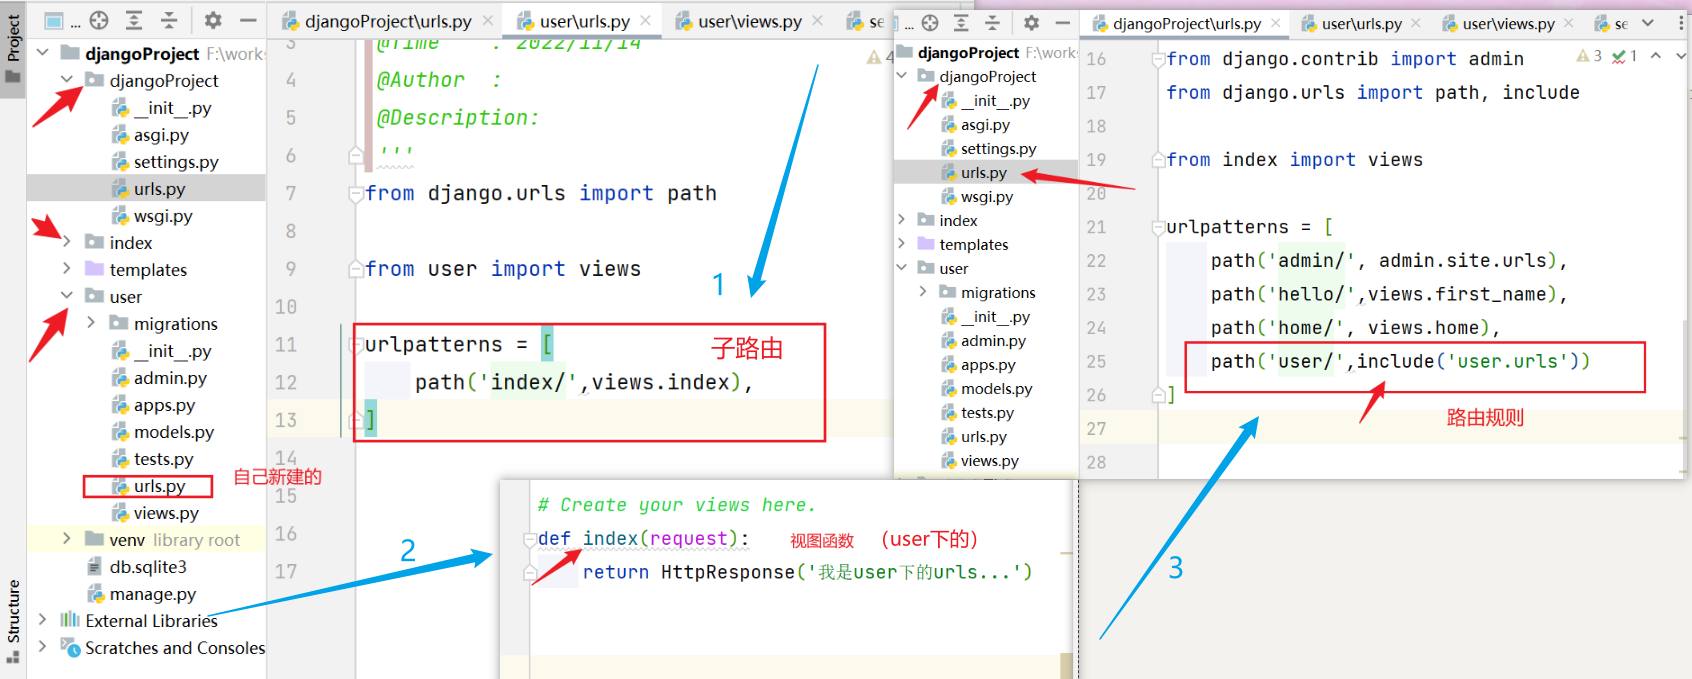 Project
Structure
...
djangoProject F:\work
djangoProject
__init__.py
asgi.py
settings.py
urls.py
wsgi.py
index
templates
user
migrations
__init__.py
admin.py
apps.py
models.py
tests.py
urls.py
自己新建的
views.py
venv library root
db.sqlite3
manage.py
External Libraries
Scratches and Consoles
djangoProject\urls.py
user\urls.py
user\views.py
se
3 @Time : 2022/11/14
4 @Author :
5 @Description:
6 '''
7 from django.urls import path
8
9 from user import views
10
11 urlpatterns = [
12 path('index/',views.index),
13 ]
14
15
16
17
子路由
4
1
2
3
# Create your views here.
def index(request):
视图函数 (user下的)
return HttpResponse('我是user下的urls...')
...
djangoProject F:\work
djangoProject
__init__.py
asgi.py
settings.py
urls.py
wsgi.py
index
templates
user
migrations
__init__.py
admin.py
apps.py
models.py
tests.py
urls.py
views.py
djangoProject\urls.py
user\urls.py
user\views.py
se
3 1
16 from django.contrib import admin
17 from django.urls import path, include
18
19 from index import views
20
21 urlpatterns = [
22 path('admin/', admin.site.urls),
23 path('hello/',views.first_name),
24 path('home/', views.home),
25 path('user/',include('user.urls'))
26 ]
27
28
路由规则